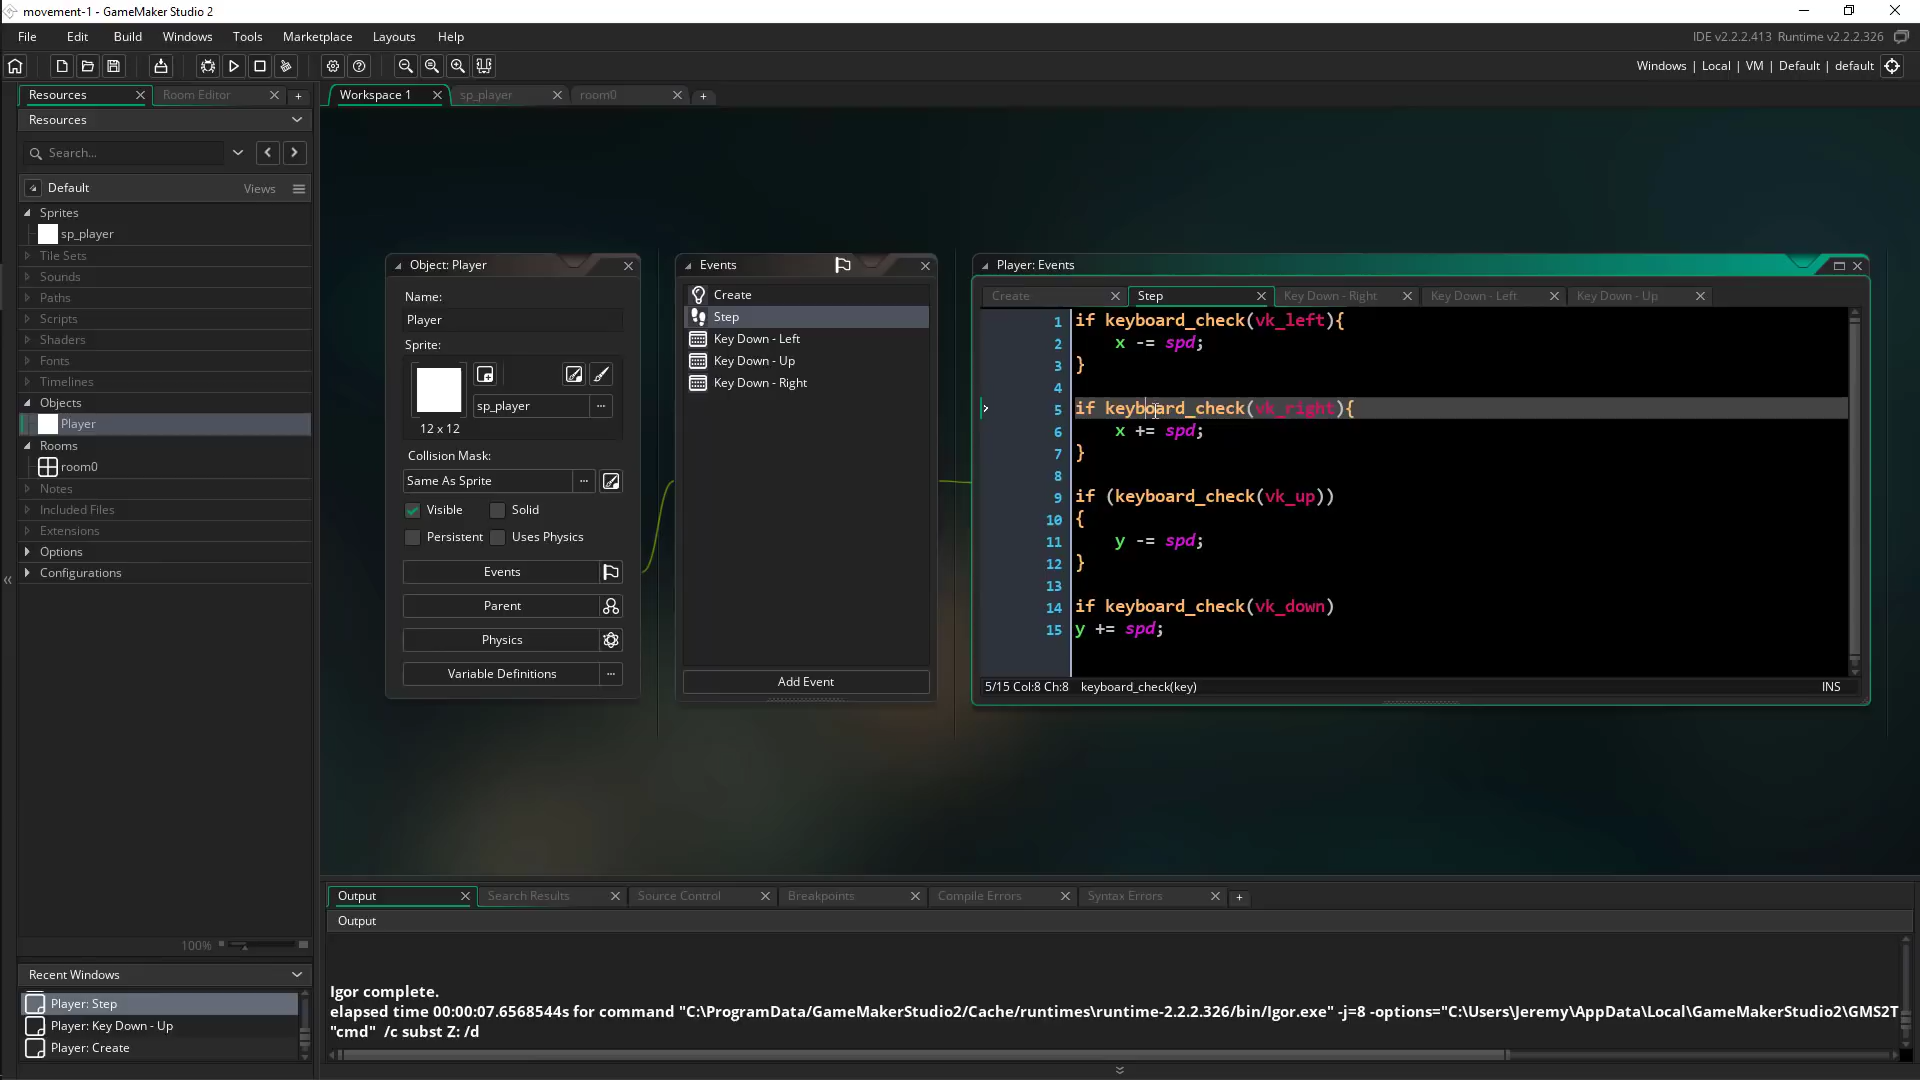 movement-1 - GameMaker Studio 2
File Edit Build Windows Tools Marketplace Layouts Help
IDE v2.2.2.413 Runtime v2.2.2.326
Windows | Local | VM | Default | default
Resources Room Editor +
Workspace 1 sp_player room0 +
Resources
Search...
Default Views
Sprites
sp_player
Tile Sets
Sounds
Paths
Scripts
Shaders
Fonts
Timelines
Objects
Player
Rooms
room0
Notes
Included Files
Extensions
Options
Configurations
100%
Recent Windows
Player: Step
Player: Key Down - Up
Player: Create
Object: Player
Name:
Player
Sprite:
sp_player
12 x 12
Collision Mask:
Same As Sprite
Visible Solid
Persistent Uses Physics
Events
Parent
Physics
Variable Definitions
Events
Create
Step
Key Down - Left
Key Down - Up
Key Down - Right
Add Event
Player: Events
Create Step Key Down - Right Key Down - Left Key Down - Up
1 if keyboard_check(vk_left){
2 x -= spd;
3 }
4
5 if keyboard_check(vk_right){
6 x += spd;
7 }
8
9 if (keyboard_check(vk_up))
10 {
11 y -= spd;
12 }
13
14 if keyboard_check(vk_down)
15 y += spd;
5/15 Col:8 Ch:8 keyboard_check(key) INS
Output Search Results Source Control Breakpoints Compile Errors Syntax Errors +
Output
Igor complete.
elapsed time 00:00:07.6568544s for command "C:\ProgramData/GameMakerStudio2/Cache/runtimes\runtime-2.2.2.326/bin/Igor.exe" -j=8 -options="C:\Users\Jeremy\AppData\Local\GameMakerStudio2\GMS2T
"cmd" /c subst Z: /d